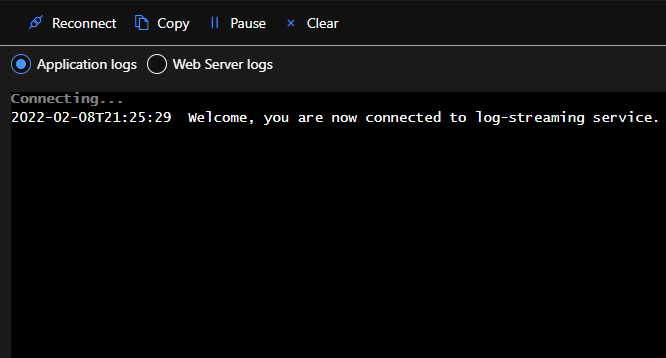 Reconnect Copy Pause Clear
Application logs Web Server logs
Connecting...
2022-02-08T21:25:29  Welcome, you are now connected to log-streaming service.